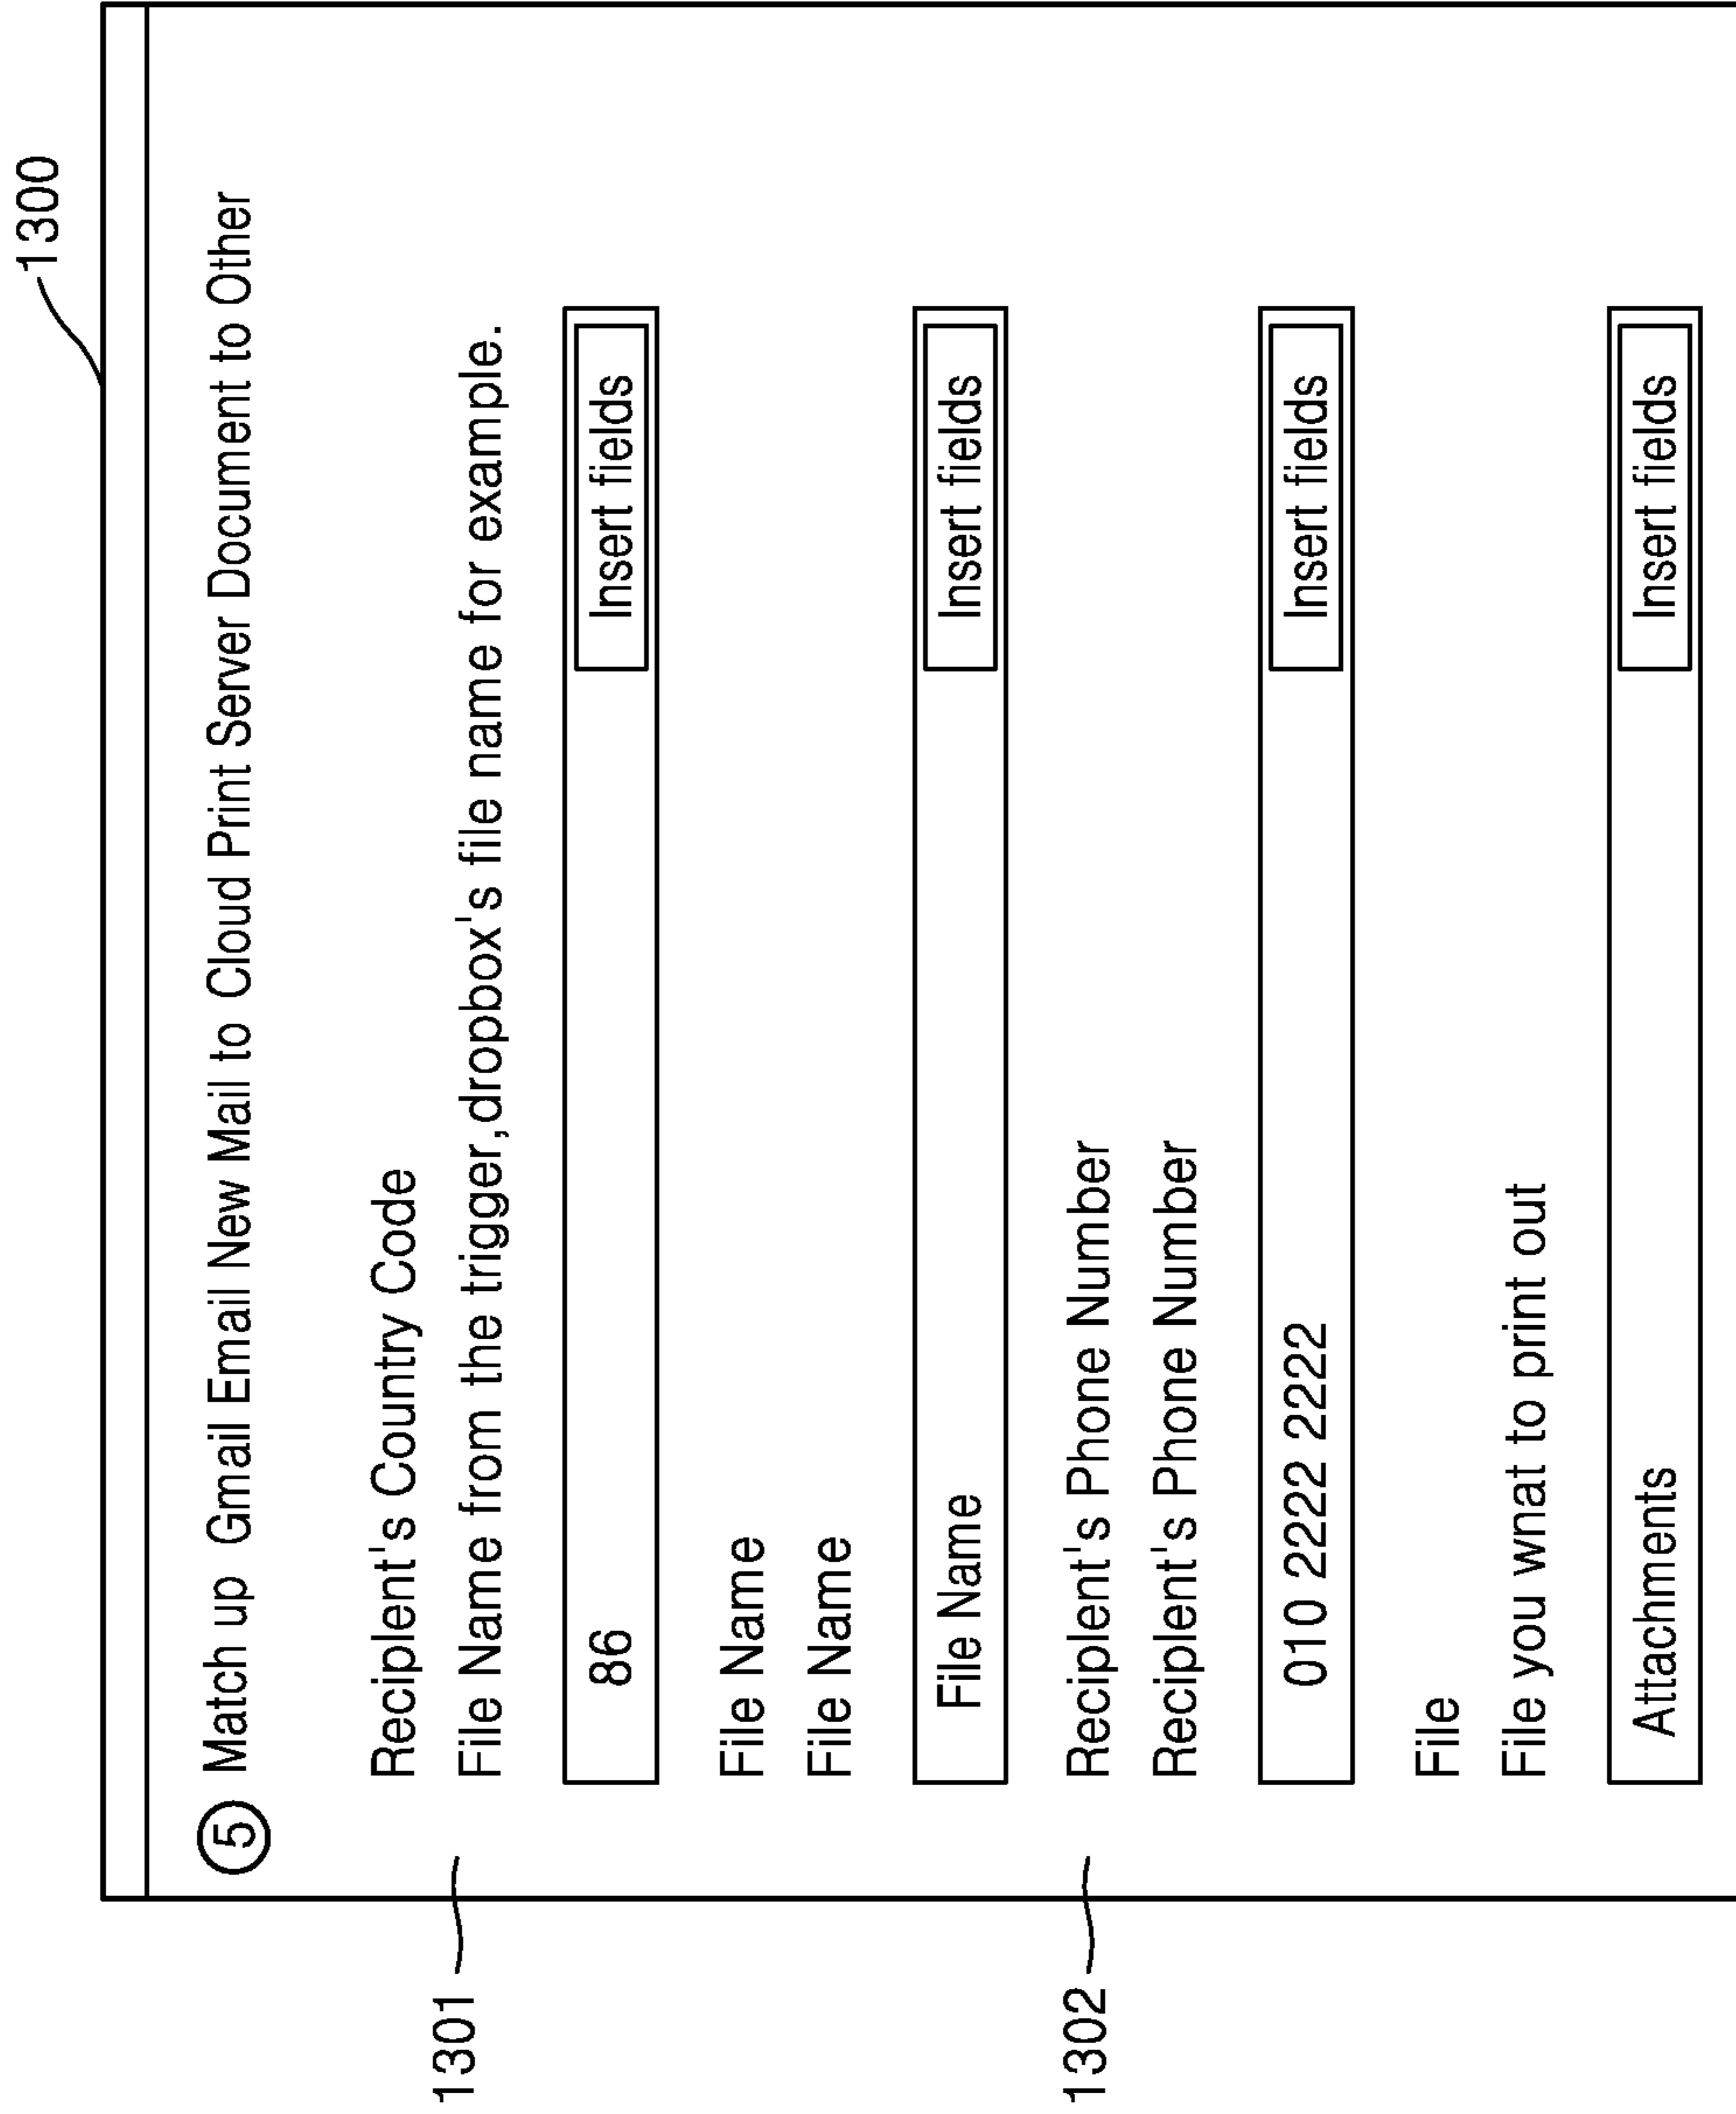 1300
⑤ Match up Gmail Email New Mail to Cloud Print Server Document to Other
1301
Reciplent's Country Code
File Name from the trigger,dropbox's file name for example.
86 Insert fields
File Name
File Name
File Name Insert fields
1302
Reciplent's Phone Number
Reciplent's Phone Number
010 2222 2222 Insert fields
File
File you wnat to print out
Attachments Insert fields